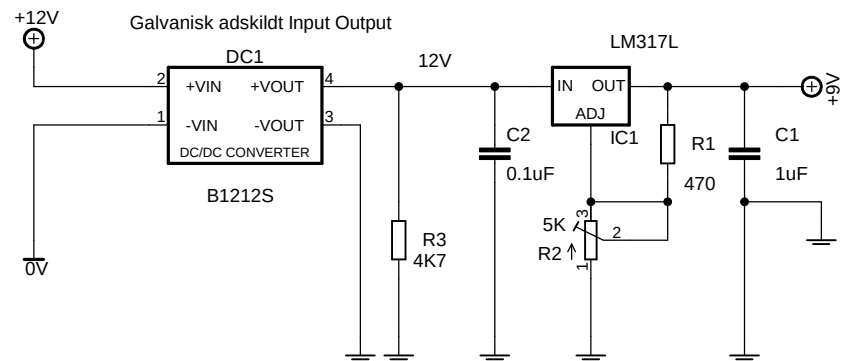 +12V
Galvanisk adskildt Input Output
DC1
2 +VIN +VOUT 4
1 -VIN -VOUT 3
DC/DC CONVERTER
B1212S
0V
12V
R3
4K7
C2
0.1uF
LM317L
IN OUT
ADJ
IC1
R1
470
C1
1uF
+9V
3
5K
2
R2
1